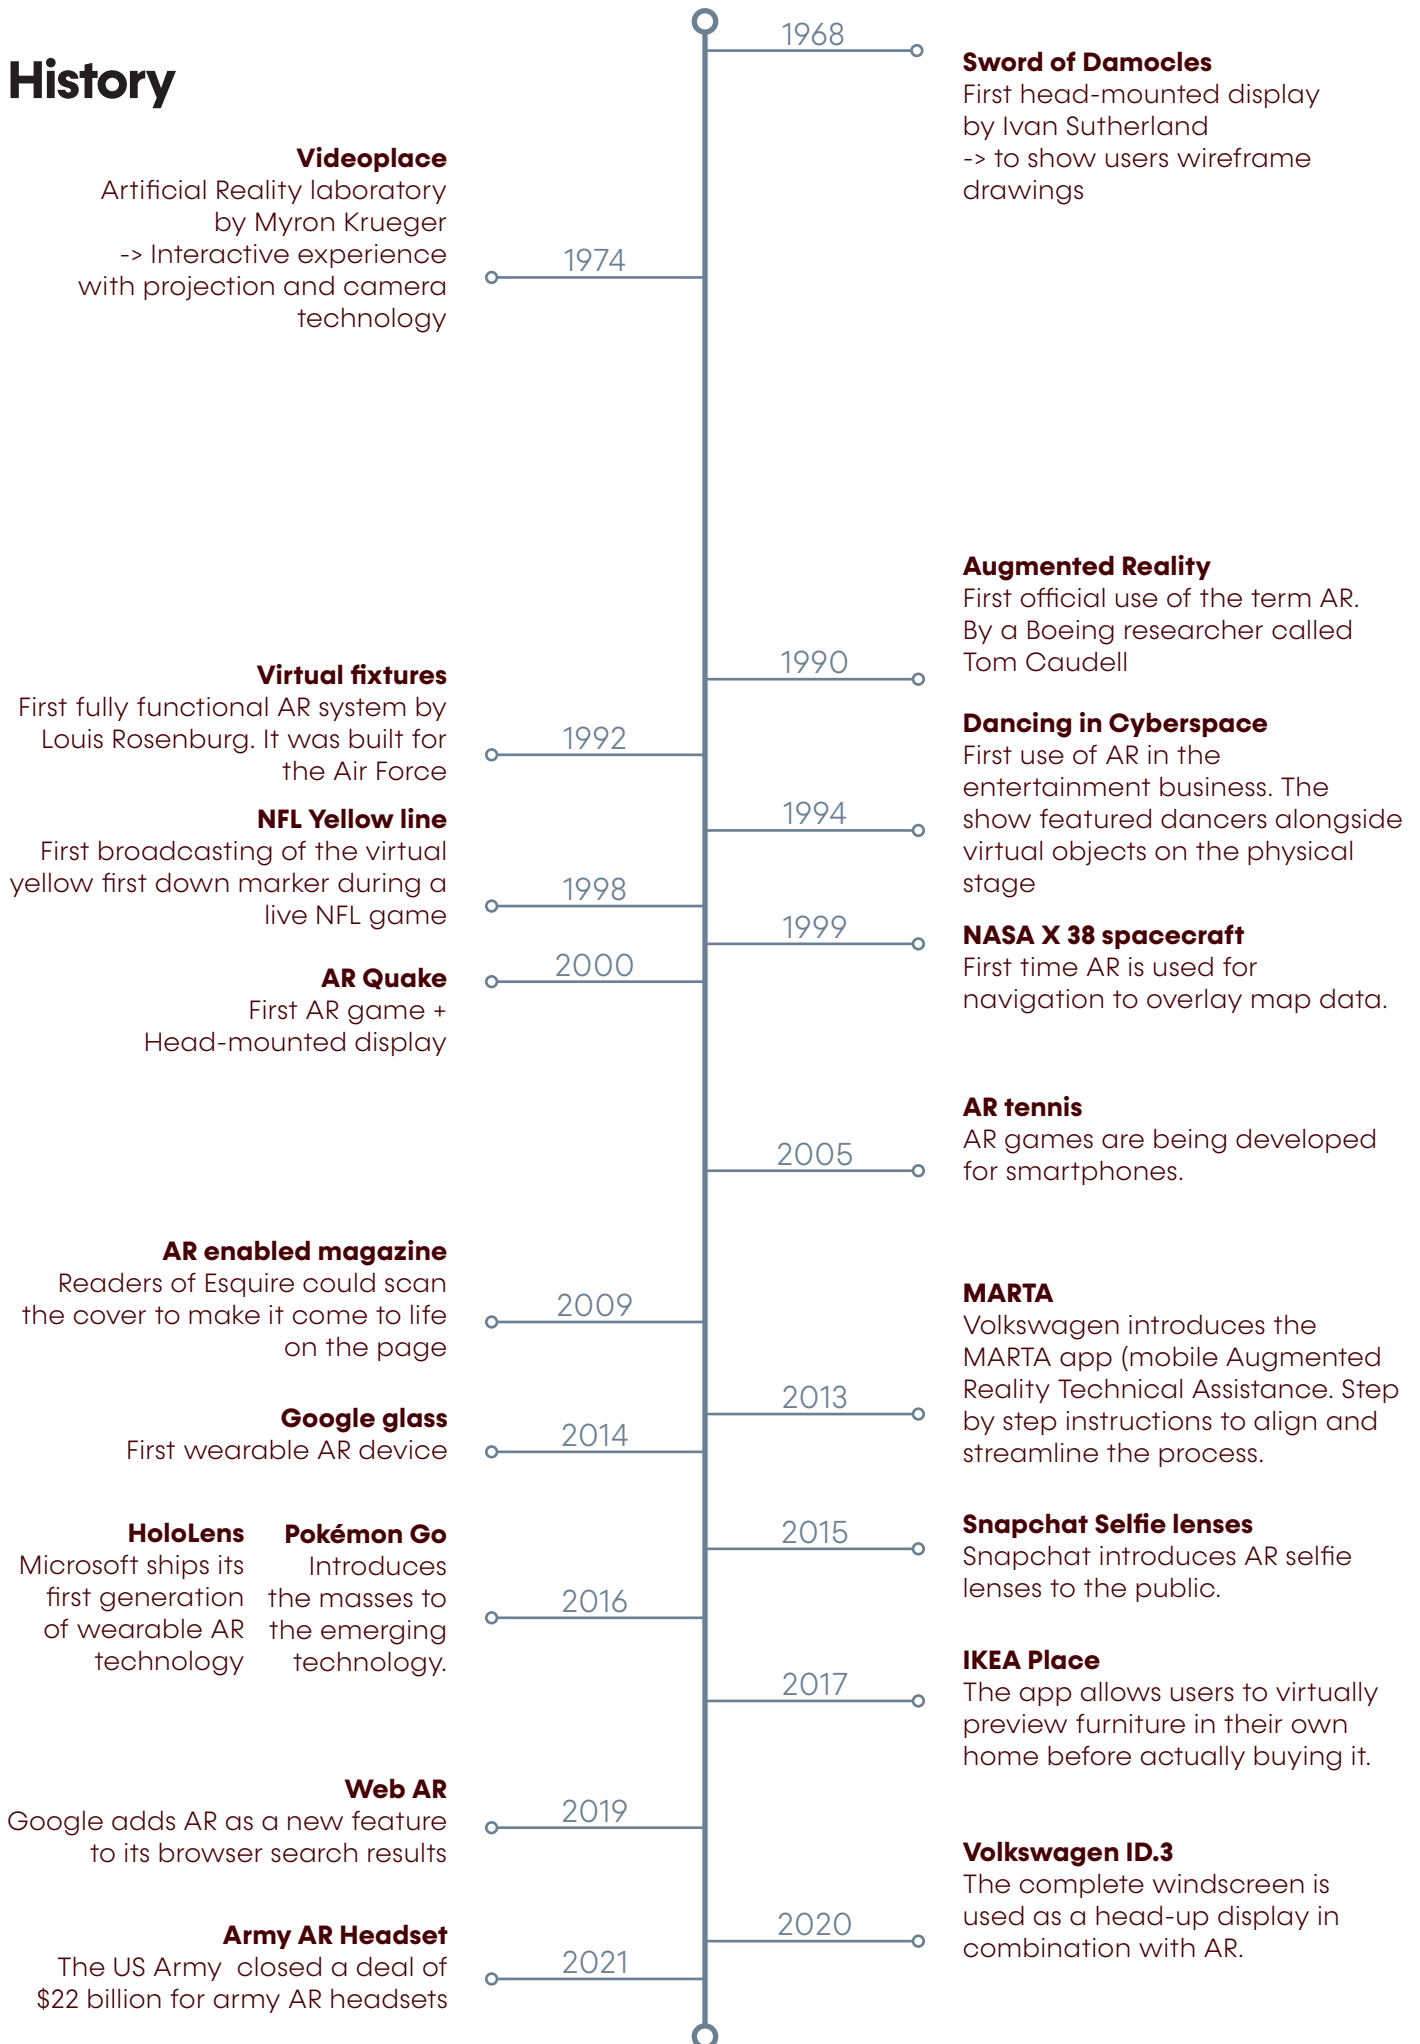 History
1968
Sword of Damocles
First head-mounted display
by Ivan Sutherland
-> to show users wireframe
drawings
Videoplace
Artificial Reality laboratory
by Myron Krueger
-> Interactive experience
with projection and camera
technology
1974
Augmented Reality
First official use of the term AR.
By a Boeing researcher called
Tom Caudell
1990
Virtual fixtures
First fully functional AR system by
Louis Rosenburg. It was built for
the Air Force
1992
Dancing in Cyberspace
First use of AR in the
entertainment business. The
show featured dancers alongside
virtual objects on the physical
stage
1994
NFL Yellow line
First broadcasting of the virtual
yellow first down marker during a
live NFL game
1998
1999
NASA X 38 spacecraft
First time AR is used for
navigation to overlay map data.
2000
AR Quake
First AR game +
Head-mounted display
AR tennis
AR games are being developed
for smartphones.
2005
AR enabled magazine
Readers of Esquire could scan
the cover to make it come to life
on the page
2009
MARTA
Volkswagen introduces the
MARTA app (mobile Augmented
Reality Technical Assistance. Step
by step instructions to align and
streamline the process.
2013
Google glass
First wearable AR device
2014
2015
Snapchat Selfie lenses
Snapchat introduces AR selfie
lenses to the public.
HoloLens
Microsoft ships its
first generation
of wearable AR
technology
Pokémon Go
Introduces
the masses to
the emerging
technology.
2016
IKEA Place
The app allows users to virtually
preview furniture in their own
home before actually buying it.
2017
Web AR
Google adds AR as a new feature
to its browser search results
2019
Volkswagen ID.3
The complete windscreen is
used as a head-up display in
combination with AR.
2020
Army AR Headset
The US Army  closed a deal of
$22 billion for army AR headsets
2021